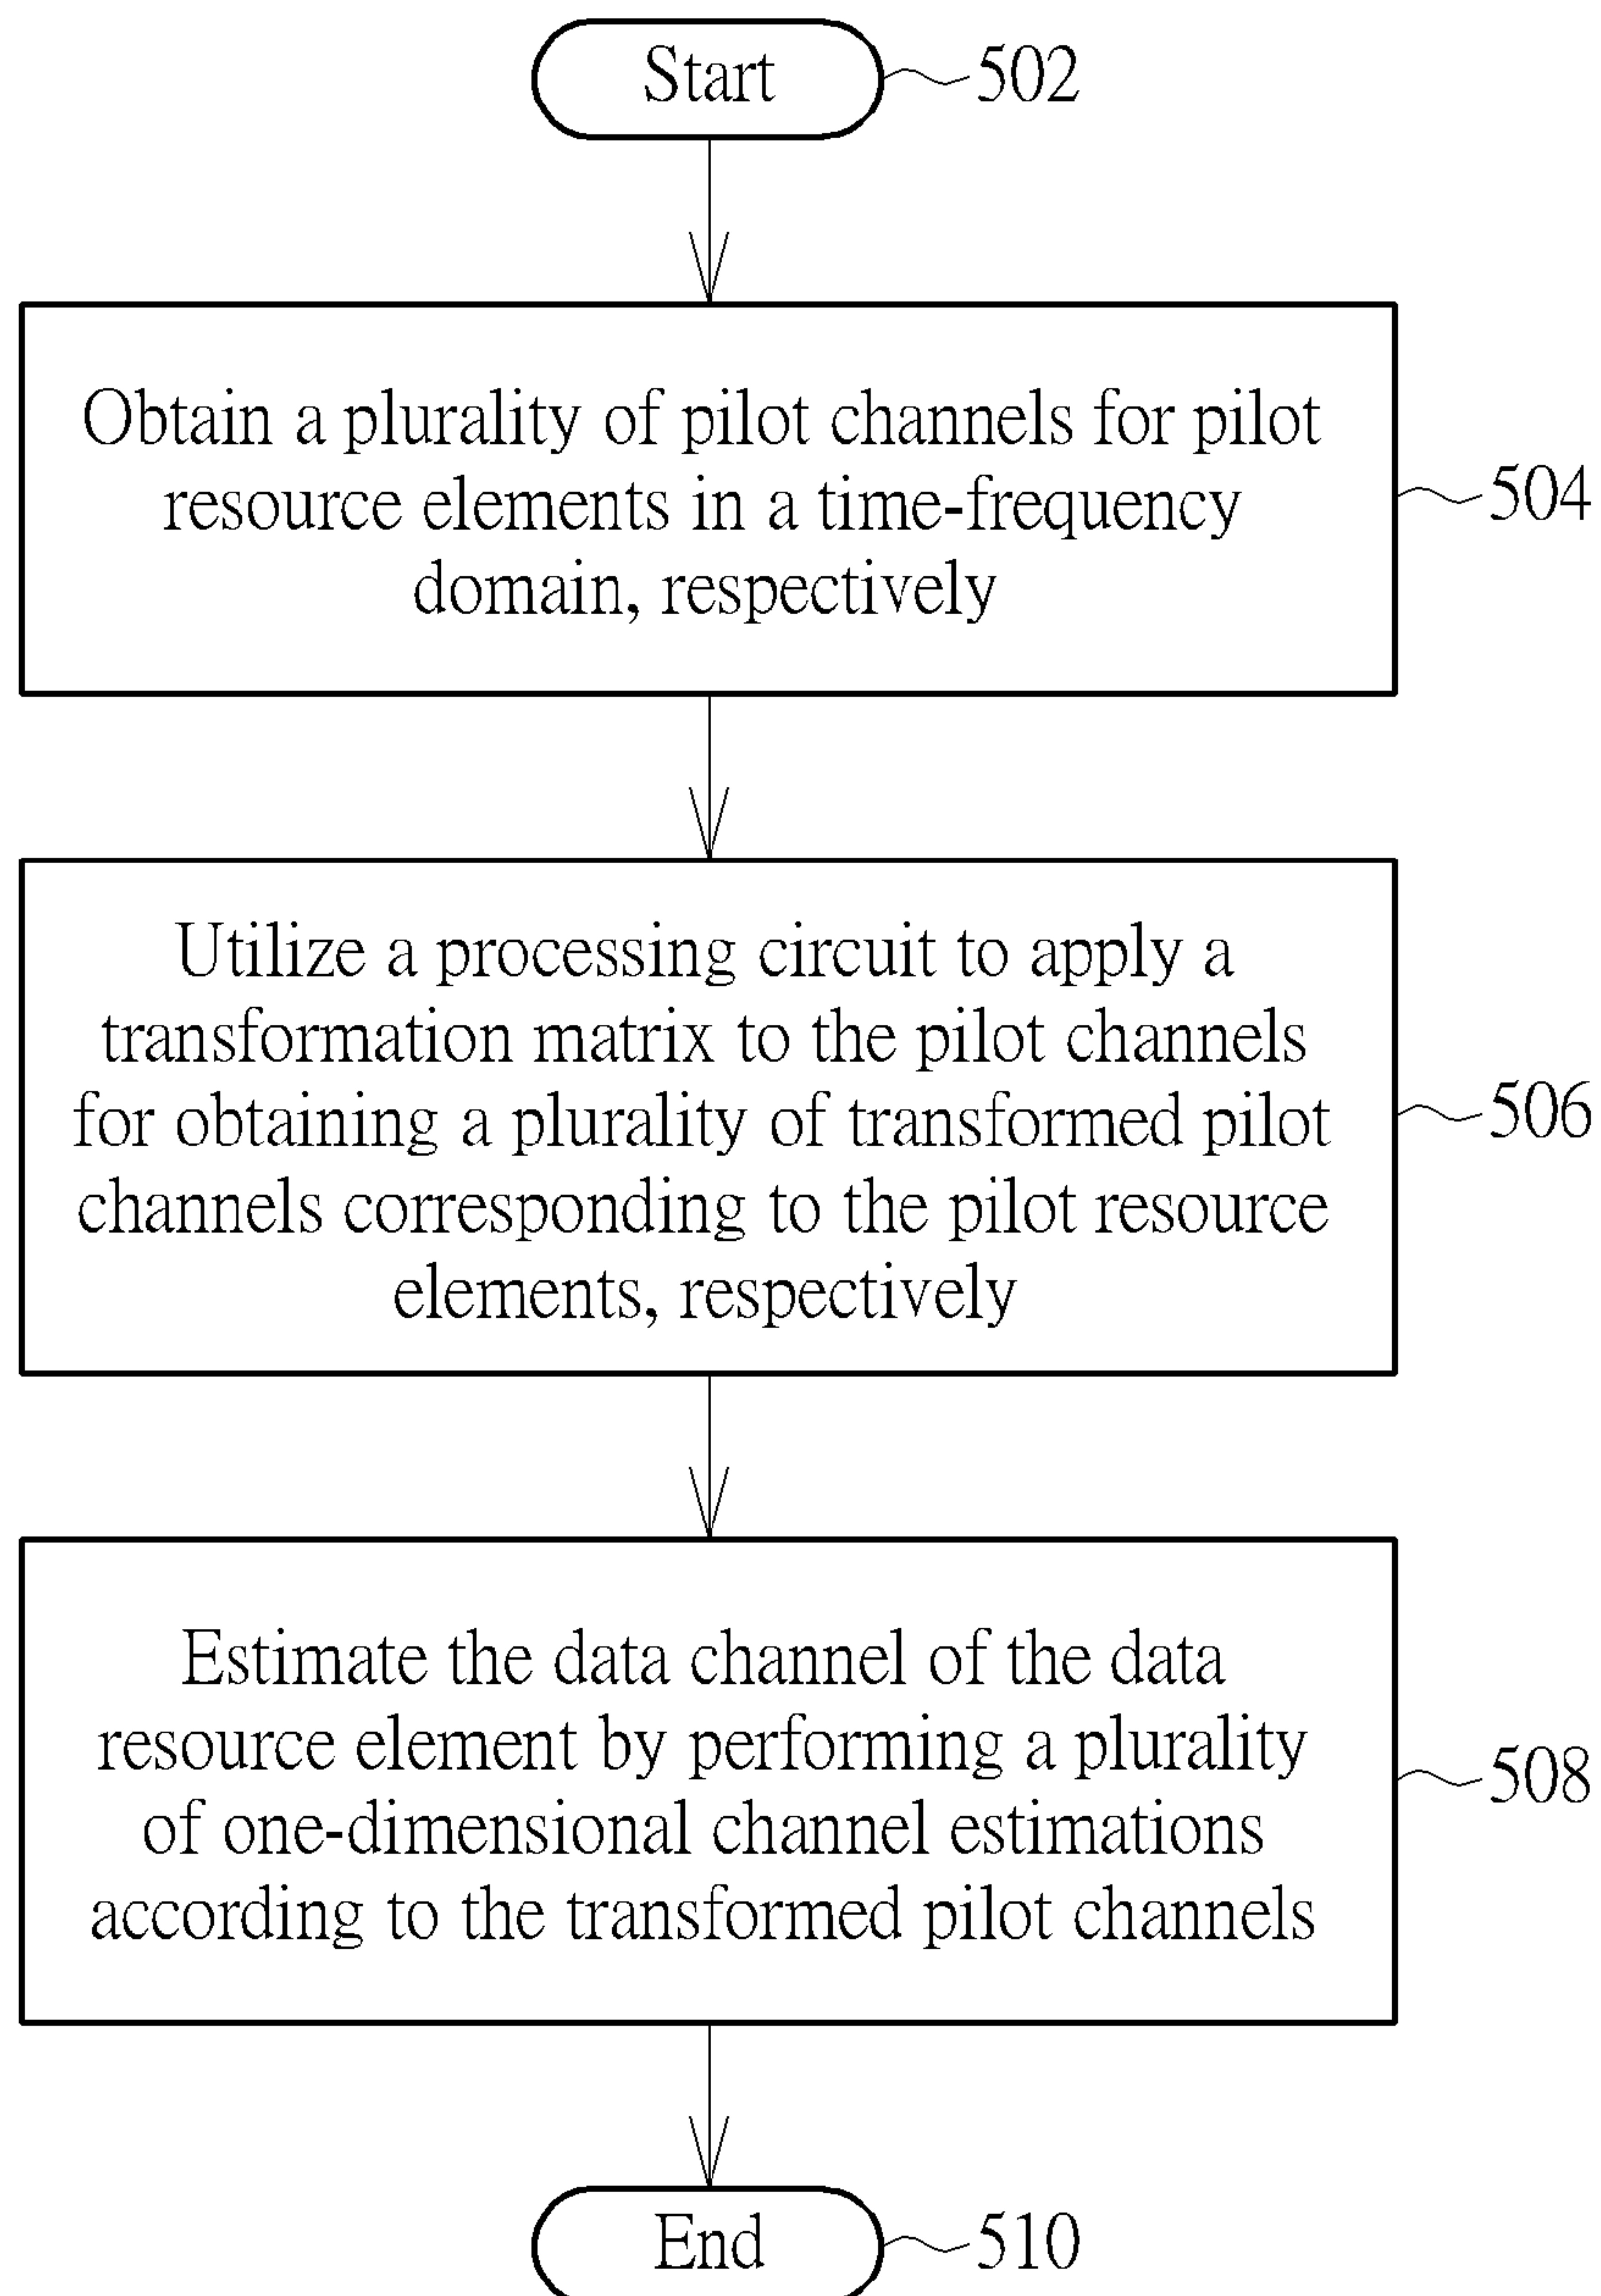 Start
502
Obtain a plurality of pilot channels for pilot
resource elements in a time-frequency
domain, respectively
504
Utilize a processing circuit to apply a
transformation matrix to the pilot channels
for obtaining a plurality of transformed pilot
channels corresponding to the pilot resource
elements, respectively
506
Estimate the data channel of the data
resource element by performing a plurality
of one-dimensional channel estimations
according to the transformed pilot channels
508
End
510